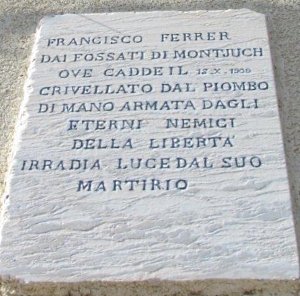 FRANCISCO FERRER
DAI FOSSATI DI MONTJUCH
OVE CADDE IL 13.X.1909
CRIVELLATO DAL PIOMBO
DI MANO ARMATA DAGLI
ETERNI NEMICI
DELLA LIBERTÀ
IRRADIA LUCE DAL SUO
MARTIRIO